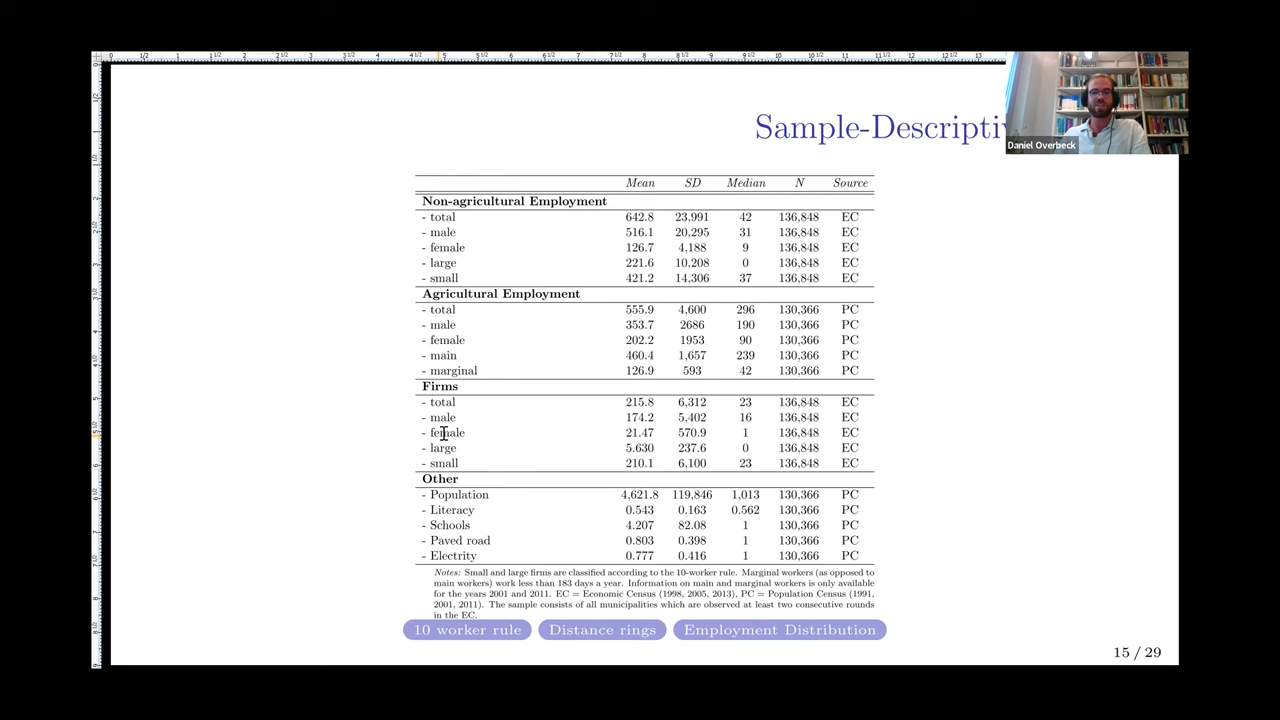 Sample-Descripti
Daniel Overbeck
Mean SD Median N Source
Non-agricultural Employment
- total 642.8 23,991 42 136,848 EC
- male 516.1 20,295 31 136,848 EC
- female 126.7 4,188 9 136,848 EC
- large 221.6 10,208 0 136,848 EC
- small 421.2 14,306 37 136,848 EC
Agricultural Employment
- total 555.9 4,600 296 130,366 PC
- male 353.7 2686 190 130,366 PC
- female 202.2 1953 90 130,366 PC
- main 460.4 1,657 239 130,366 PC
- marginal 126.9 593 42 130,366 PC
Firms
- total 215.8 6,312 23 136,848 EC
- male 174.2 5,402 16 136,848 EC
- female 21.47 570.9 1 136,848 EC
- large 5.630 237.6 0 136,848 EC
- small 210.1 6,100 23 136,848 EC
Other
- Population 4,621.8 119,846 1,013 130,366 PC
- Literacy 0.543 0.163 0.562 130,366 PC
- Schools 4.207 82.08 1 130,366 PC
- Paved road 0.803 0.398 1 130,366 PC
- Electrity 0.777 0.416 1 130,366 PC
Notes: Small and large firms are classified according to the 10-worker rule. Marginal workers (as opposed to
main workers) work less than 183 days a year. Information on main and marginal workers is only available
for the years 2001 and 2011. EC = Economic Census (1998, 2005, 2013), PC = Population Census (1991,
2001, 2011). The sample consists of all municipalities which are observed at least two consecutive rounds
in the EC.
10 worker rule Distance rings Employment Distribution
15 / 29